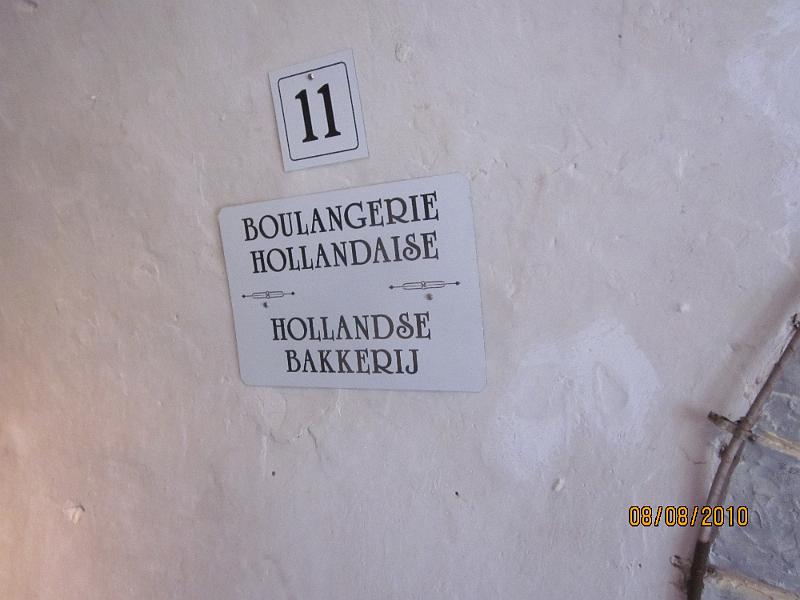 11
BOULANGERIE
HOLLANDAISE
HOLLANDSE
BAKKERIJ
08/08/2010